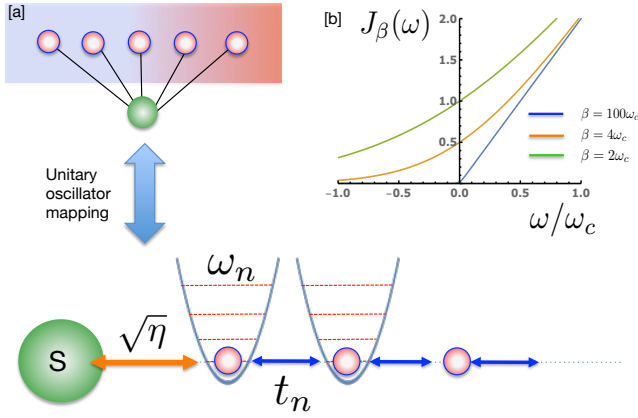 [a]
[b]
J_β(ω)
2.0
1.5
1.0
0.5
-1.0 -0.5 0.0 0.5 1.0
β = 100ω_c
β = 4ω_c
β = 2ω_c
ω/ω_c
Unitary
oscillator
mapping
ω_n
√η
S
t_n